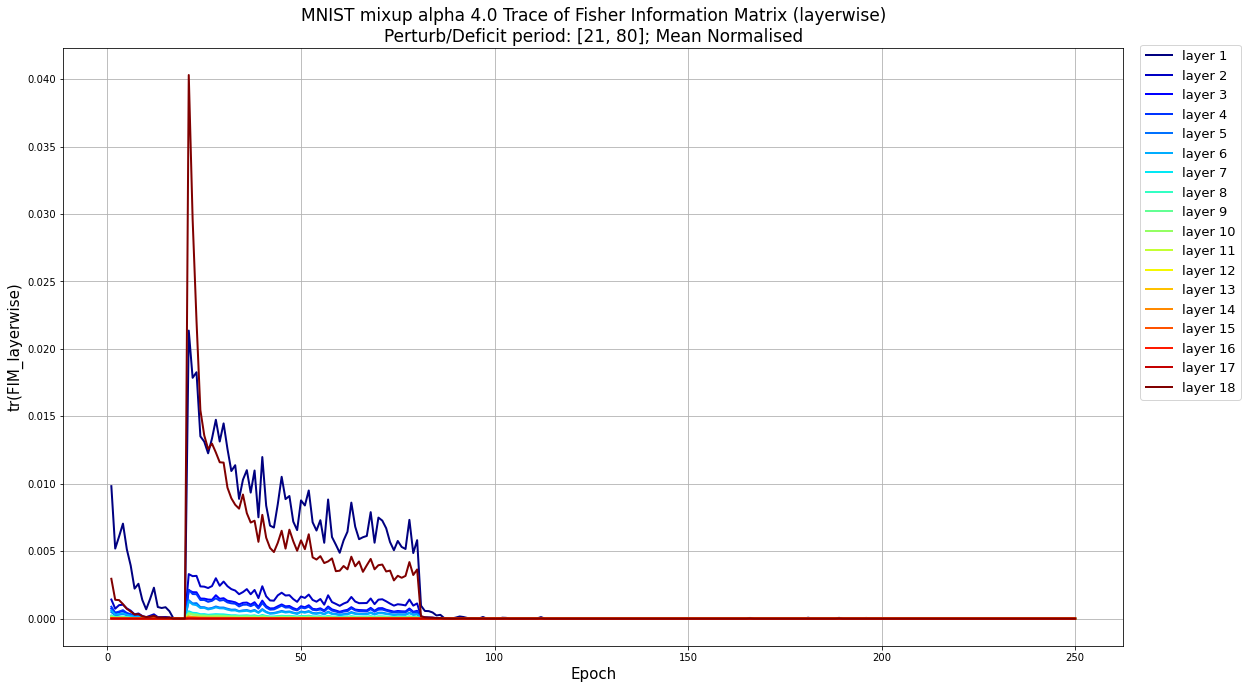 MNIST mixup alpha 4.0 Trace of Fisher Information Matrix (layerwise)
Perturb/Deficit period: [21, 80]; Mean Normalised
tr(FIM_layerwise)
0.040
0.035
0.030
0.025
0.020
0.015
0.010
0.005
0.000
0
50
100
150
200
250
Epoch
layer 1
layer 2
layer 3
layer 4
layer 5
layer 6
layer 7
layer 8
layer 9
layer 10
layer 11
layer 12
layer 13
layer 14
layer 15
layer 16
layer 17
layer 18